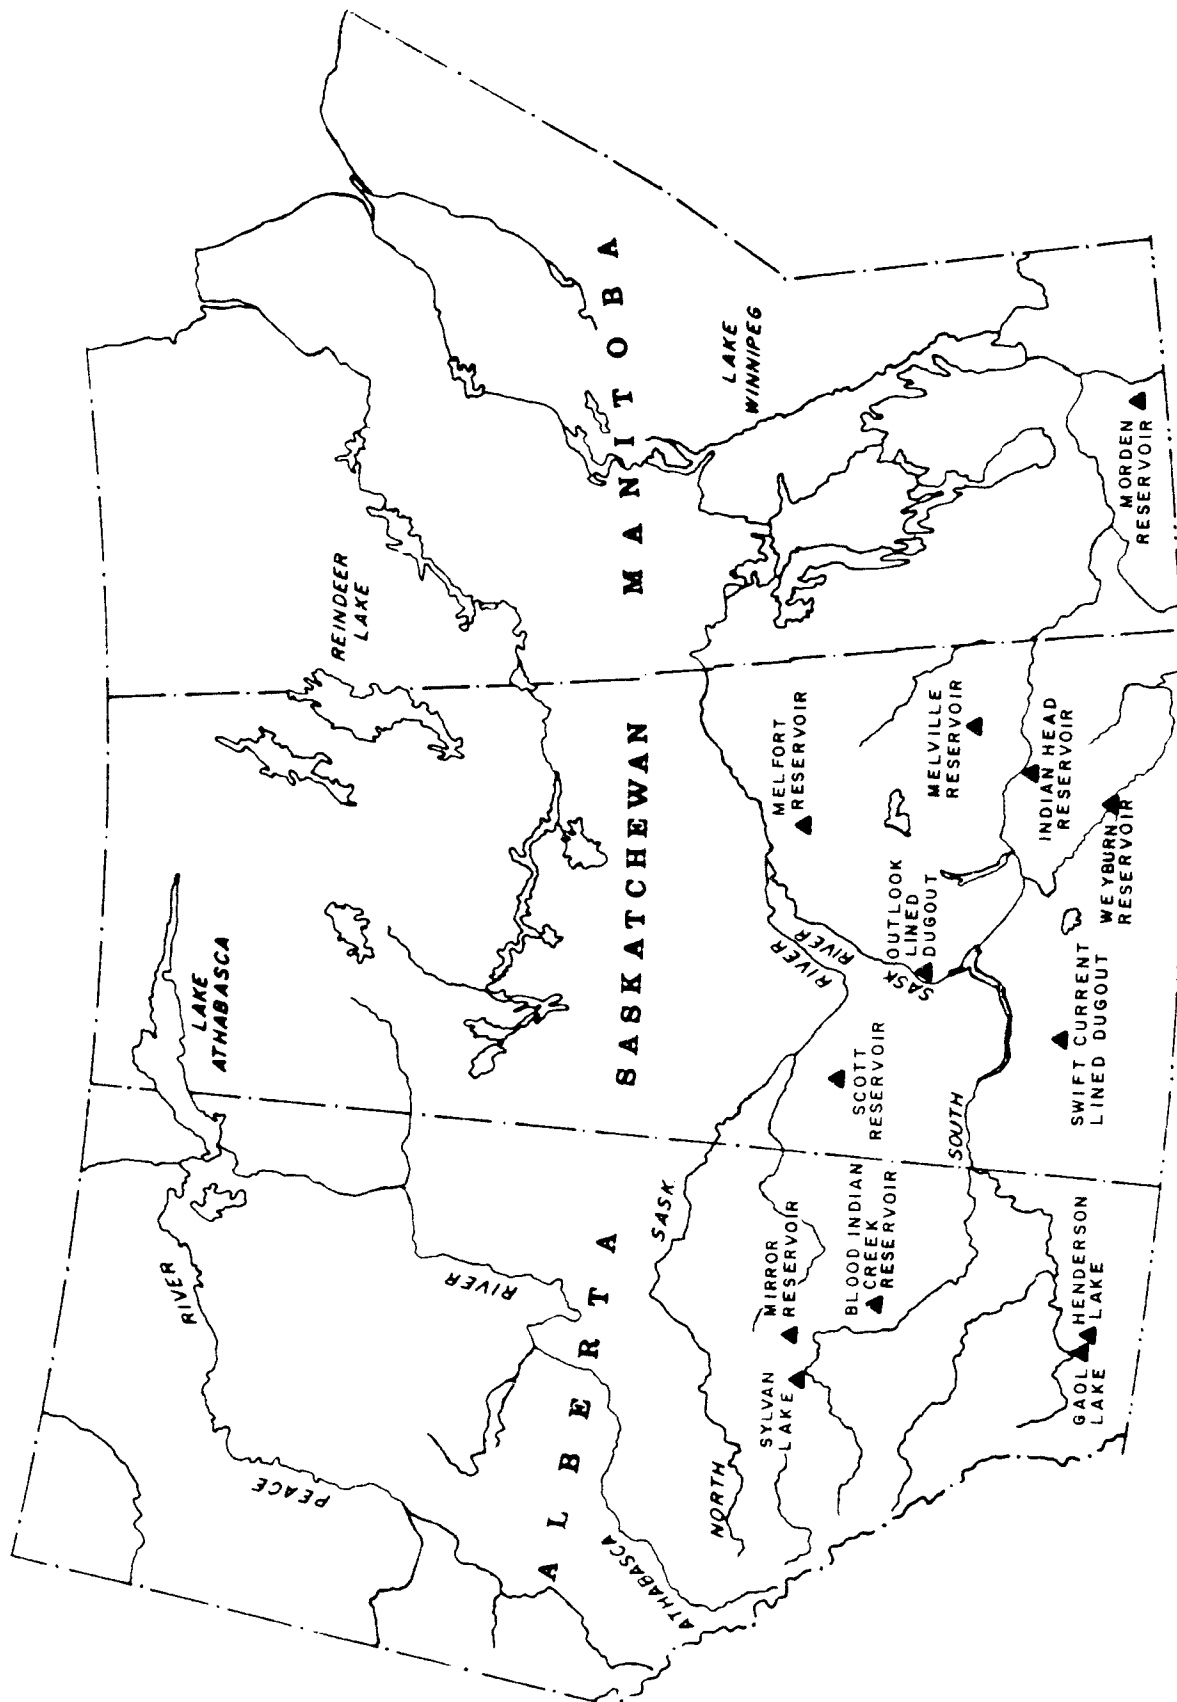 PEACE
RIVER
LAKE
ATHABASCA
REINDEER
LAKE
ATHABASCA
RIVER
ALBERTA
SASKATCHEWAN
MANITOBA
NORTH
SASK
RIVER
LAKE
WINNIPEG
SYLVAN
LAKE
MIRROR
RESERVOIR
BLOOD INDIAN
CREEK
RESERVOIR
SCOTT
RESERVOIR
MELFORT
RESERVOIR
SOUTH
SASK
RIVER
OUTLOOK
LINED
DUGOUT
MELVILLE
RESERVOIR
GAOL
LAKE
HENDERSON
LAKE
SWIFT CURRENT
LINED DUGOUT
INDIAN HEAD
RESERVOIR
WEYBURN
RESERVOIR
MORDEN
RESERVOIR